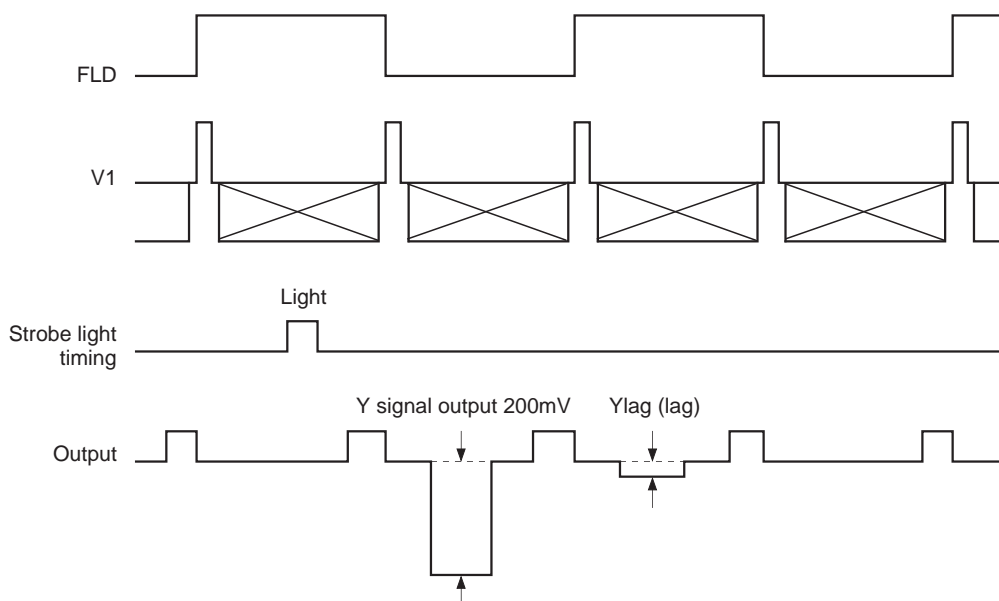 FLD
V1
Light
Strobe light
timing
Y signal output 200mV
Ylag (lag)
Output